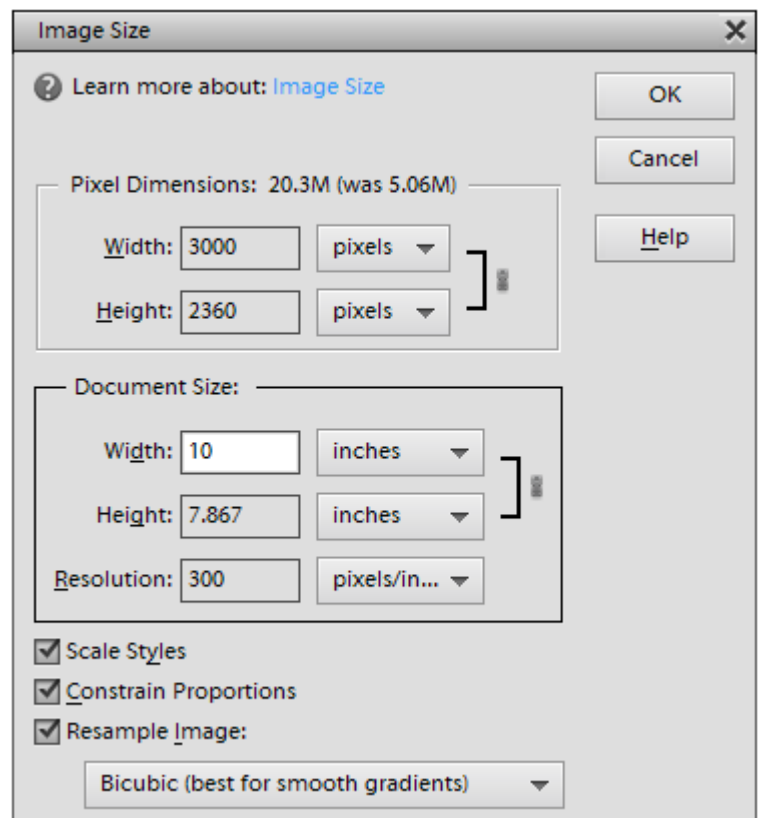 Image Size
Learn more about: Image Size
OK
Cancel
Help
Pixel Dimensions: 20.3M (was 5.06M)
Width: 3000 pixels
Height: 2360 pixels
Document Size:
Width: 10 inches
Height: 7.867 inches
Resolution: 300 pixels/in...
Scale Styles
Constrain Proportions
Resample Image:
Bicubic (best for smooth gradients)